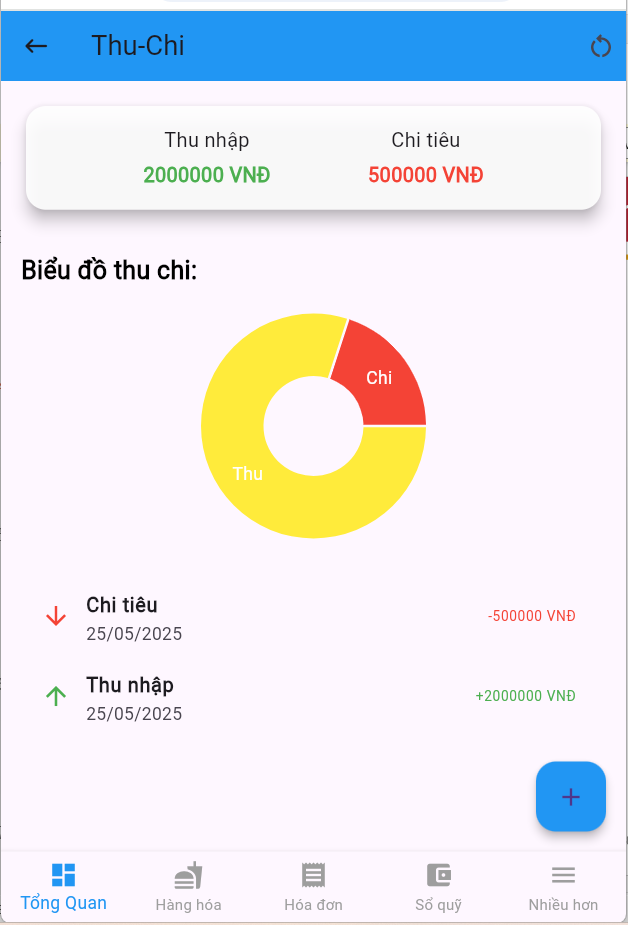 Thu-Chi
Thu nhập Chi tiêu
2000000 VNĐ 500000 VNĐ
Biểu đồ thu chi:
Chi
Thu
Chi tiêu
25/05/2025
-500000 VNĐ
Thu nhập
25/05/2025
+2000000 VNĐ
Tổng Quan Hàng hóa Hóa đơn Sổ quỹ Nhiều hơn